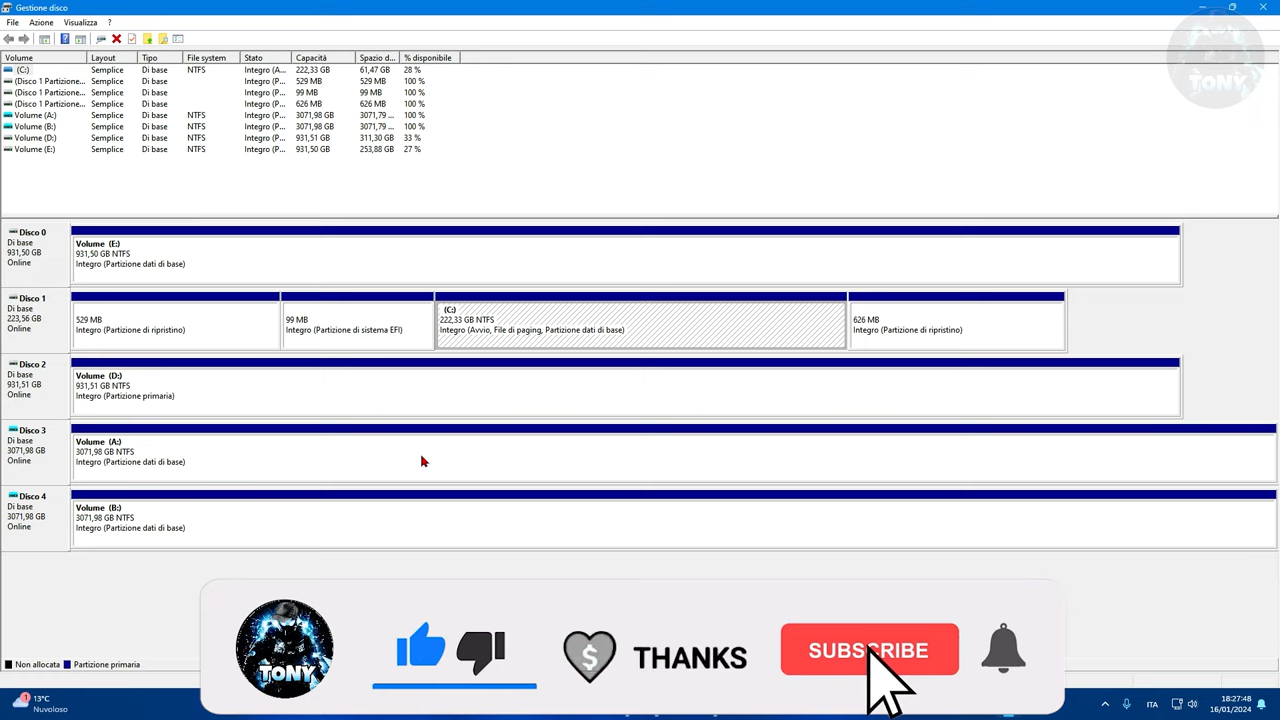 Gestione disco
File Azione Visualizza ?
Volume Layout Tipo File system Stato Capacità Spazio d... % disponibile
(C:) Semplice Di base NTFS Integro (A... 222,33 GB 61,47 GB 28 %
(Disco 1 Partizione... Semplice Di base Integro (P... 529 MB 529 MB 100 %
(Disco 1 Partizione... Semplice Di base Integro (P... 99 MB 99 MB 100 %
(Disco 1 Partizione... Semplice Di base Integro (P... 626 MB 626 MB 100 %
Volume (A:) Semplice Di base NTFS Integro (P... 3071,98 GB 3071,79 ... 100 %
Volume (B:) Semplice Di base NTFS Integro (P... 3071,98 GB 3071,79 ... 100 %
Volume (D:) Semplice Di base NTFS Integro (P... 931,51 GB 311,30 GB 33 %
Volume (E:) Semplice Di base NTFS Integro (P... 931,50 GB 253,88 GB 27 %
TONY
Disco 0
Di base
931,50 GB
Online
Volume (E:)
931,50 GB NTFS
Integro (Partizione dati di base)
Disco 1
Di base
223,56 GB
Online
529 MB
Integro (Partizione di ripristino)
99 MB
Integro (Partizione di sistema EFI)
(C:)
222,33 GB NTFS
Integro (Avvio, File di paging, Partizione dati di base)
626 MB
Integro (Partizione di ripristino)
Disco 2
Di base
931,51 GB
Online
Volume (D:)
931,51 GB NTFS
Integro (Partizione primaria)
Disco 3
Di base
3071,98 GB
Online
Volume (A:)
3071,98 GB NTFS
Integro (Partizione dati di base)
Disco 4
Di base
3071,98 GB
Online
Volume (B:)
3071,98 GB NTFS
Integro (Partizione dati di base)
Non allocata Partizione primaria
TONY
$ THANKS
SUBSCRIBE
1
13°C
Nuvoloso
ITA
18:27:48
16/01/2024